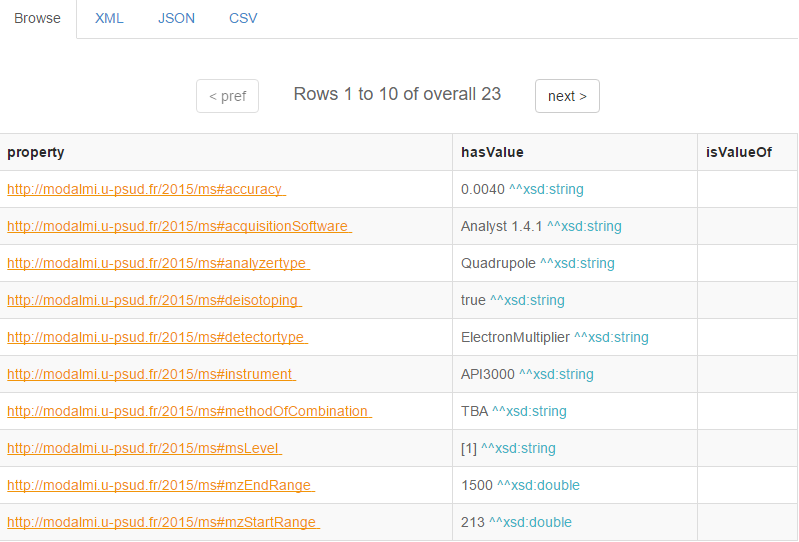 Browse XML JSON CSV
< pref Rows 1 to 10 of overall 23 next >
property hasValue isValueOf
http://modalmi.u-psud.fr/2015/ms#accuracy 0.0040 ^^xsd:string
http://modalmi.u-psud.fr/2015/ms#acquisitionSoftware Analyst 1.4.1 ^^xsd:string
http://modalmi.u-psud.fr/2015/ms#analyzertype Quadrupole ^^xsd:string
http://modalmi.u-psud.fr/2015/ms#deisotoping true ^^xsd:string
http://modalmi.u-psud.fr/2015/ms#detectortype ElectronMultiplier ^^xsd:string
http://modalmi.u-psud.fr/2015/ms#instrument API3000 ^^xsd:string
http://modalmi.u-psud.fr/2015/ms#methodOfCombination TBA ^^xsd:string
http://modalmi.u-psud.fr/2015/ms#msLevel [1] ^^xsd:string
http://modalmi.u-psud.fr/2015/ms#mzEndRange 1500 ^^xsd:double
http://modalmi.u-psud.fr/2015/ms#mzStartRange 213 ^^xsd:double